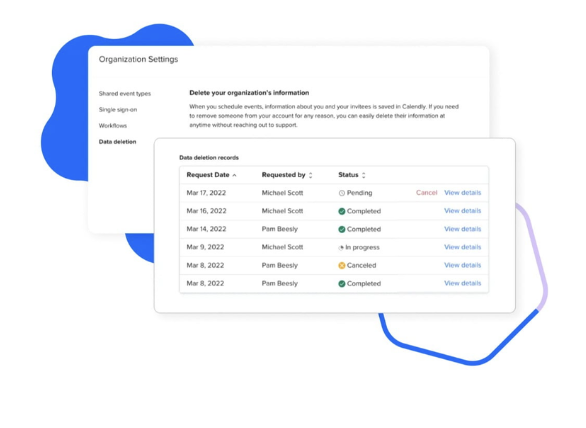 Organization Settings
Shared event types
Single sign-on
Workflows
Data deletion
Delete your organization's information
When you schedule events, information about you and your invitees is saved in Calendly. If you need
to remove someone from your account for any reason, you can easily delete their information at
anytime without reaching out to support.
Data deletion records
Request Date Requested by Status
Mar 17, 2022 Michael Scott Pending Cancel View details
Mar 16, 2022 Michael Scott Completed View details
Mar 14, 2022 Pam Beesly Completed View details
Mar 9, 2022 Michael Scott In progress View details
Mar 8, 2022 Pam Beesly Canceled View details
Mar 8, 2022 Pam Beesly Completed View details